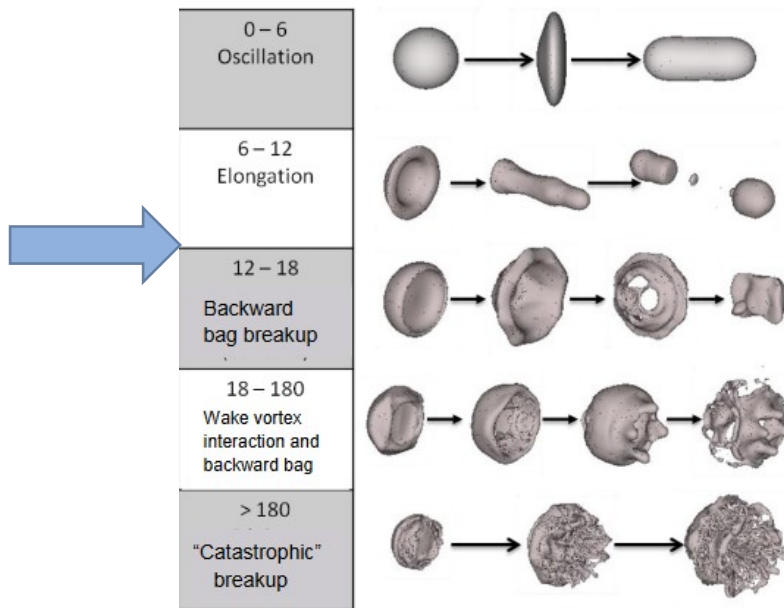 0 – 6
Oscillation
6 – 12
Elongation
12 – 18
Backward
bag breakup
18 – 180
Wake vortex
interaction and
backward bag
> 180
“Catastrophic”
breakup